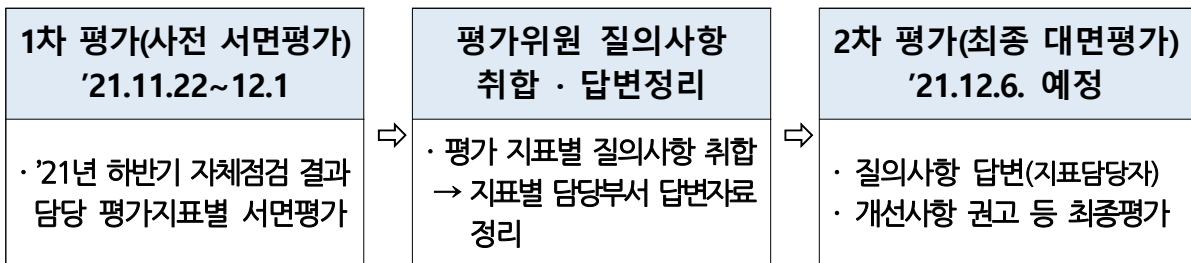 1차 평가(사전 서면평가)
'21.11.22~12.1
· '21년 하반기 자체점검 결과
담당 평가지표별 서면평가
⇨
평가위원 질의사항
취합 · 답변정리
· 평가 지표별 질의사항 취합
→ 지표별 담당부서 답변자료
정리
⇨
2차 평가(최종 대면평가)
'21.12.6. 예정
· 질의사항 답변(지표담당자)
· 개선사항 권고 등 최종평가